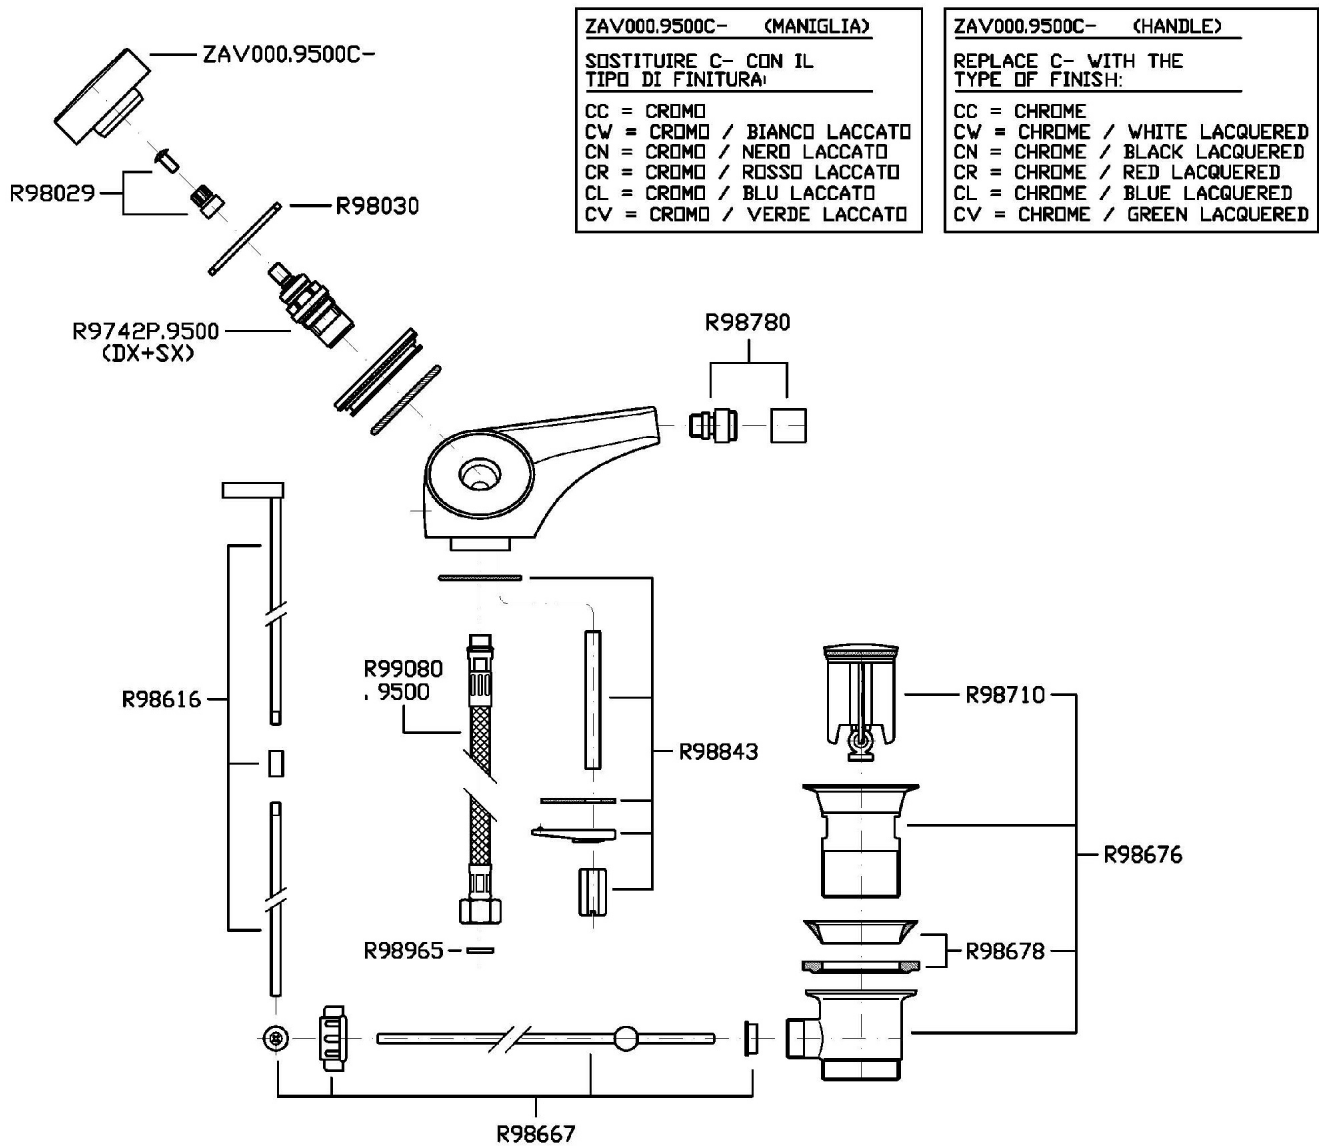 ZAV000.9500C-
ZAV000.9500C- (MANIGLIA)
SOSTITUIRE C- CON IL
TIPO DI FINITURA:
CC = CROMO
CW = CROMO / BIANCO LACCATO
CN = CROMO / NERO LACCATO
CR = CROMO / ROSSO LACCATO
CL = CROMO / BLU LACCATO
CV = CROMO / VERDE LACCATO
ZAV000.9500C- (HANDLE)
REPLACE C- WITH THE
TYPE OF FINISH:
CC = CHROME
CW = CHROME / WHITE LACQUERED
CN = CHROME / BLACK LACQUERED
CR = CHROME / RED LACQUERED
CL = CHROME / BLUE LACQUERED
CV = CHROME / GREEN LACQUERED
R98029
R98030
R9742P.9500
(DX+SX)
R98780
R98616
R99080
.9500
R98843
R98710
R98676
R98965
R98678
R98667